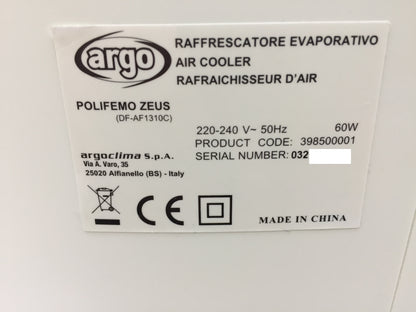 argo
RAFFRESCATORE EVAPORATIVO
AIR COOLER
RAFRAICHISSEUR D'AIR
POLIFEMO ZEUS
(DF-AF1310C)
220-240 V~ 50Hz 60W
PRODUCT CODE: 398500001
SERIAL NUMBER: 032
argoclima S.p.A.
Via A. Varo, 35
25020 Alfianello (BS) - Italy
CE
MADE IN CHINA